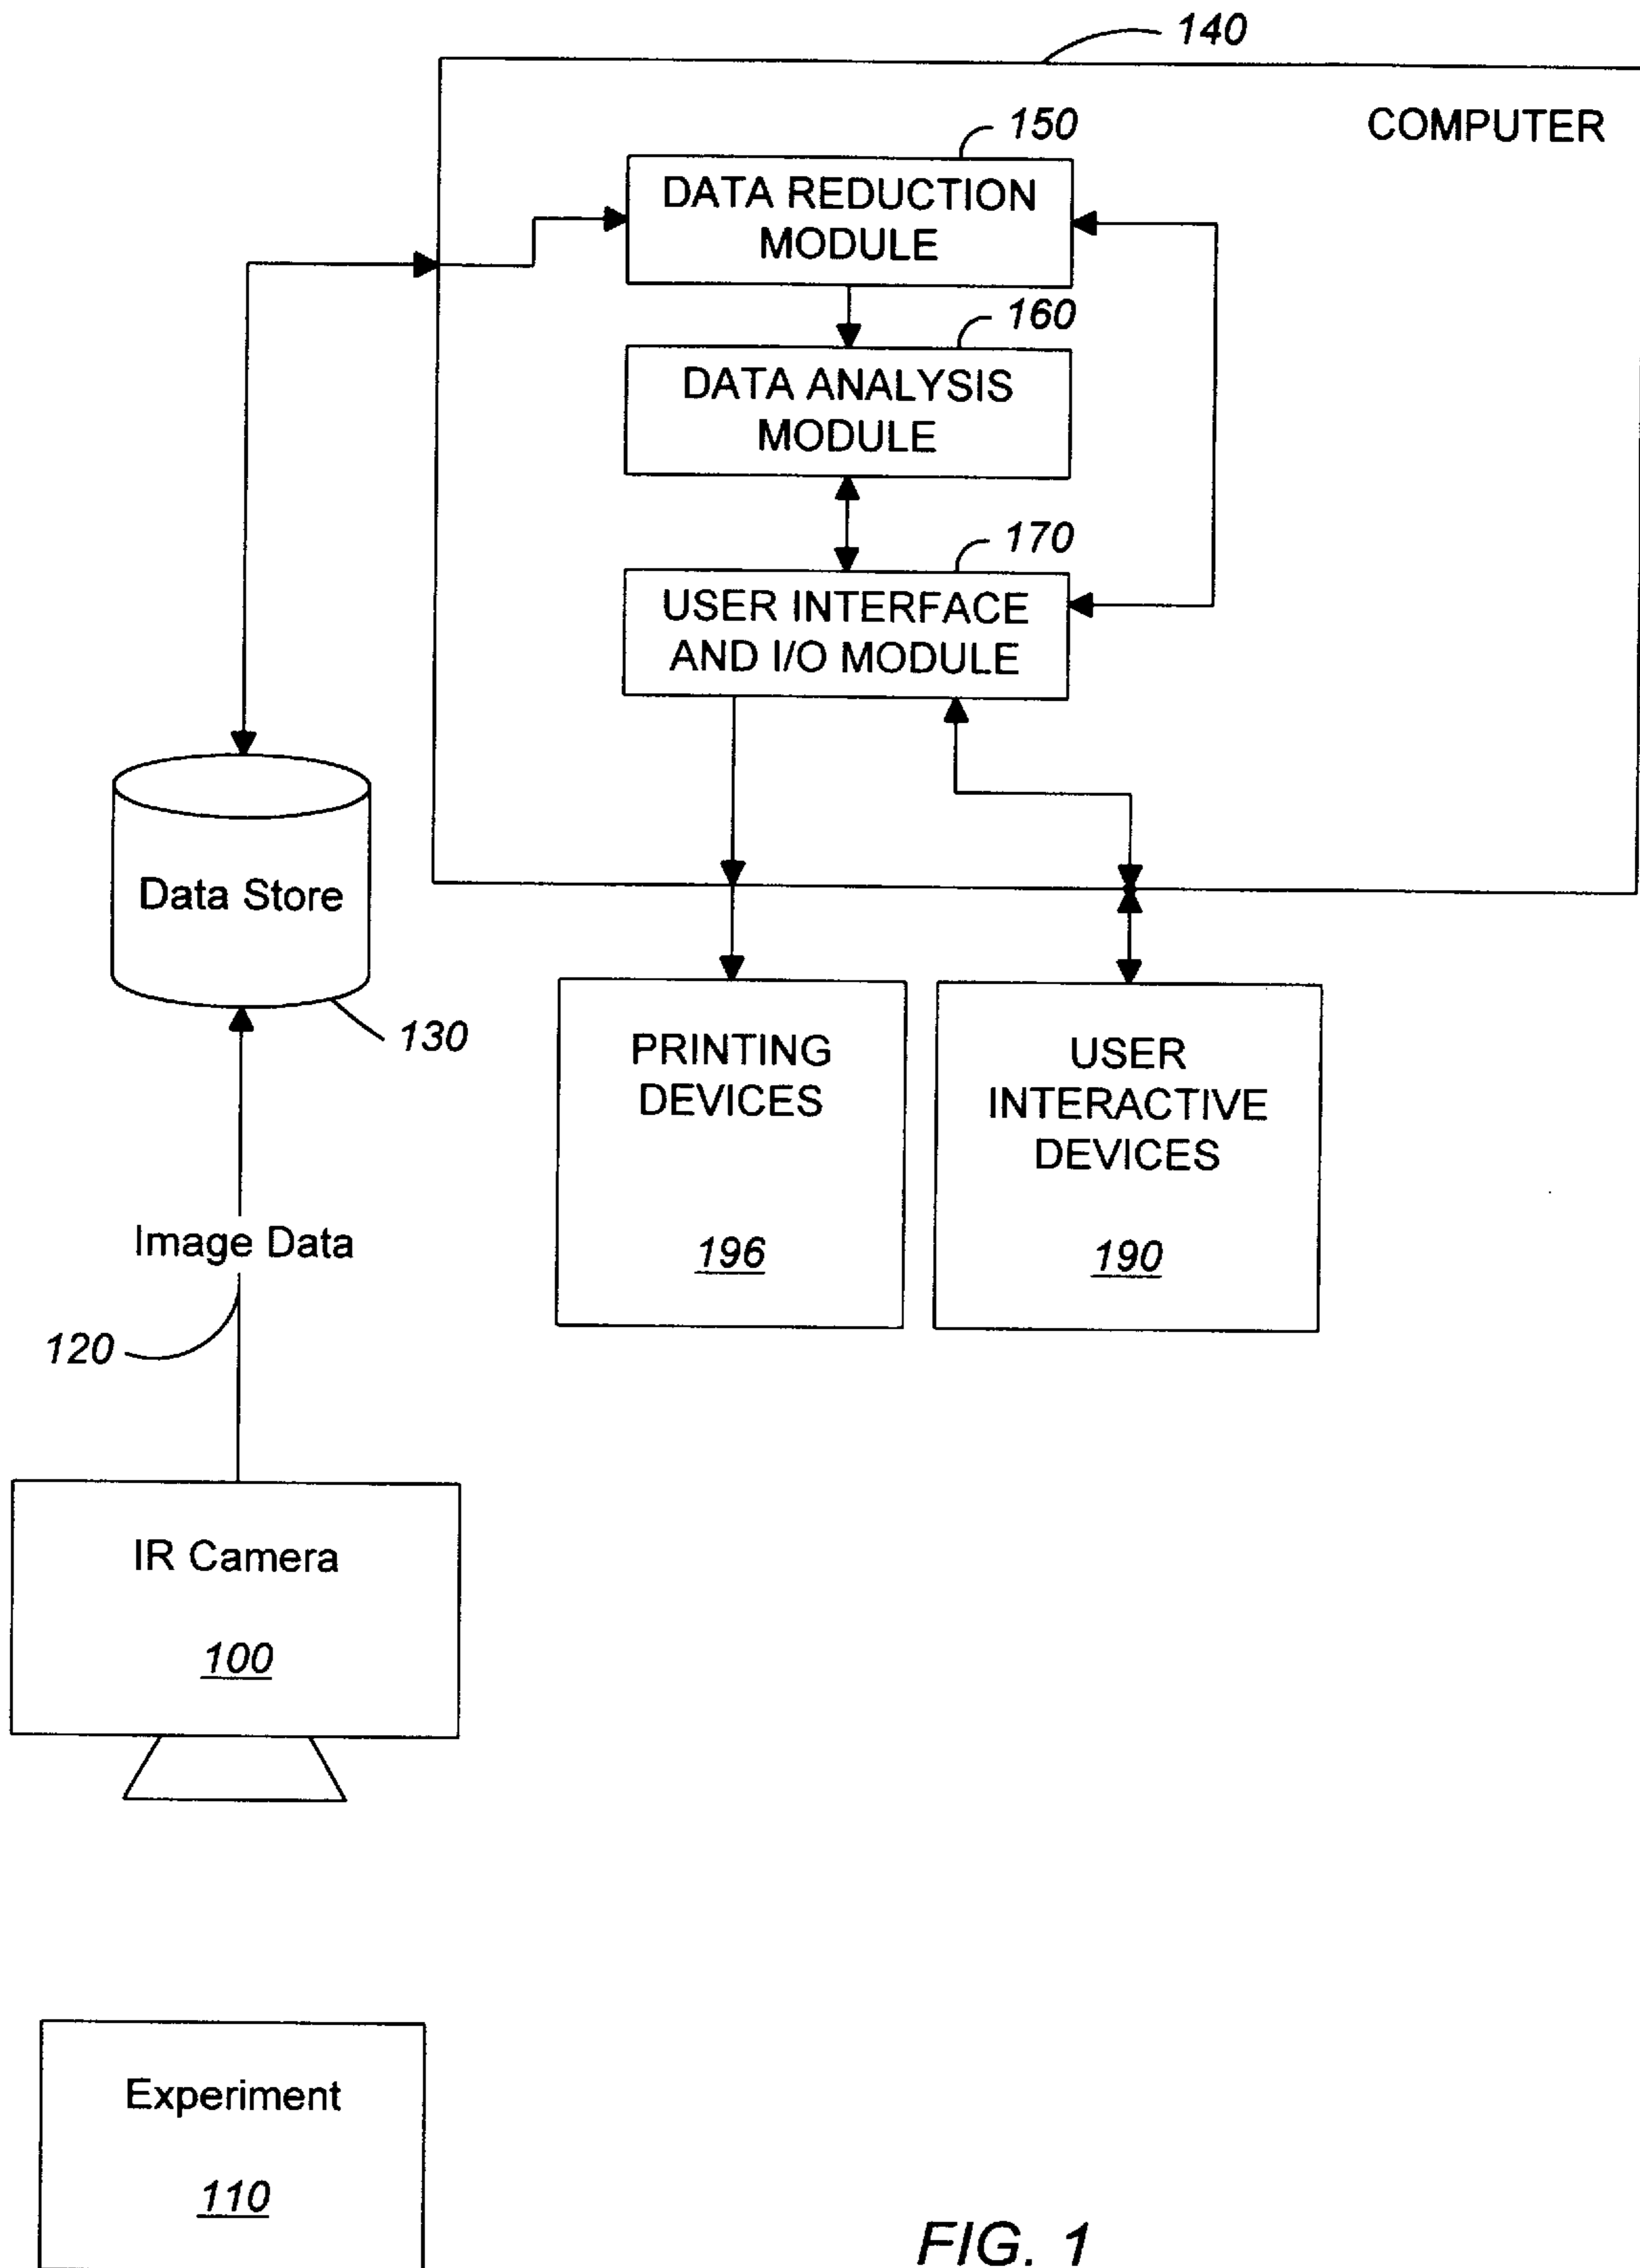 140
COMPUTER
150
DATA REDUCTION
MODULE
160
DATA ANALYSIS
MODULE
170
USER INTERFACE
AND I/O MODULE
Data Store
130
PRINTING
DEVICES
196
USER
INTERACTIVE
DEVICES
190
Image Data
120
IR Camera
100
Experiment
110
FIG. 1